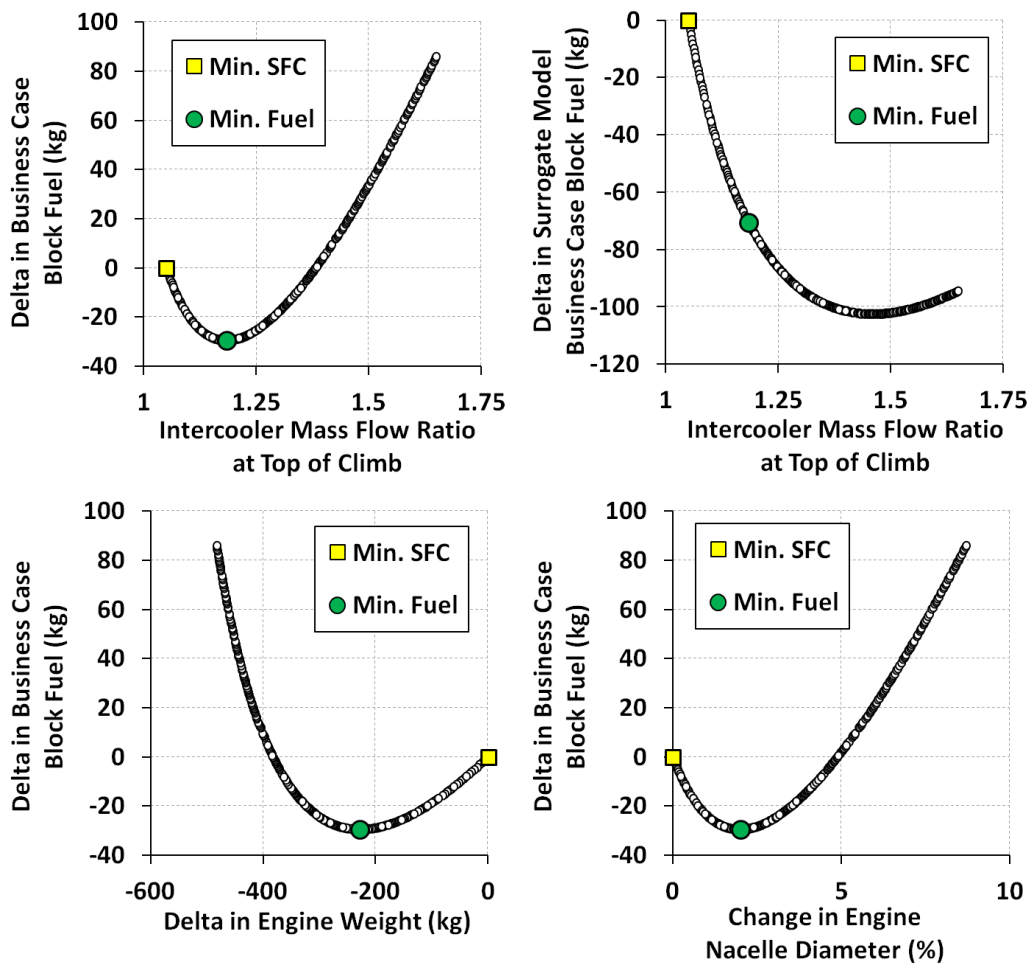 Delta in Business Case
Block Fuel (kg)
100
80
60
40
20
0
-20
-40
Min. SFC
Min. Fuel
1
1.25
1.5
1.75
Intercooler Mass Flow Ratio
at Top of Climb
Delta in Surrogate Model
Business Case Block Fuel (kg)
0
-20
-40
-60
-80
-100
-120
Min. SFC
Min. Fuel
1
1.25
1.5
1.75
Intercooler Mass Flow Ratio
at Top of Climb
Delta in Business Case
Block Fuel (kg)
100
80
60
40
20
0
-20
-40
Min. SFC
Min. Fuel
-600
-400
-200
0
Delta in Engine Weight (kg)
Delta in Business Case
Block Fuel (kg)
100
80
60
40
20
0
-20
-40
Min. SFC
Min. Fuel
0
5
10
Change in Engine
Nacelle Diameter (%)